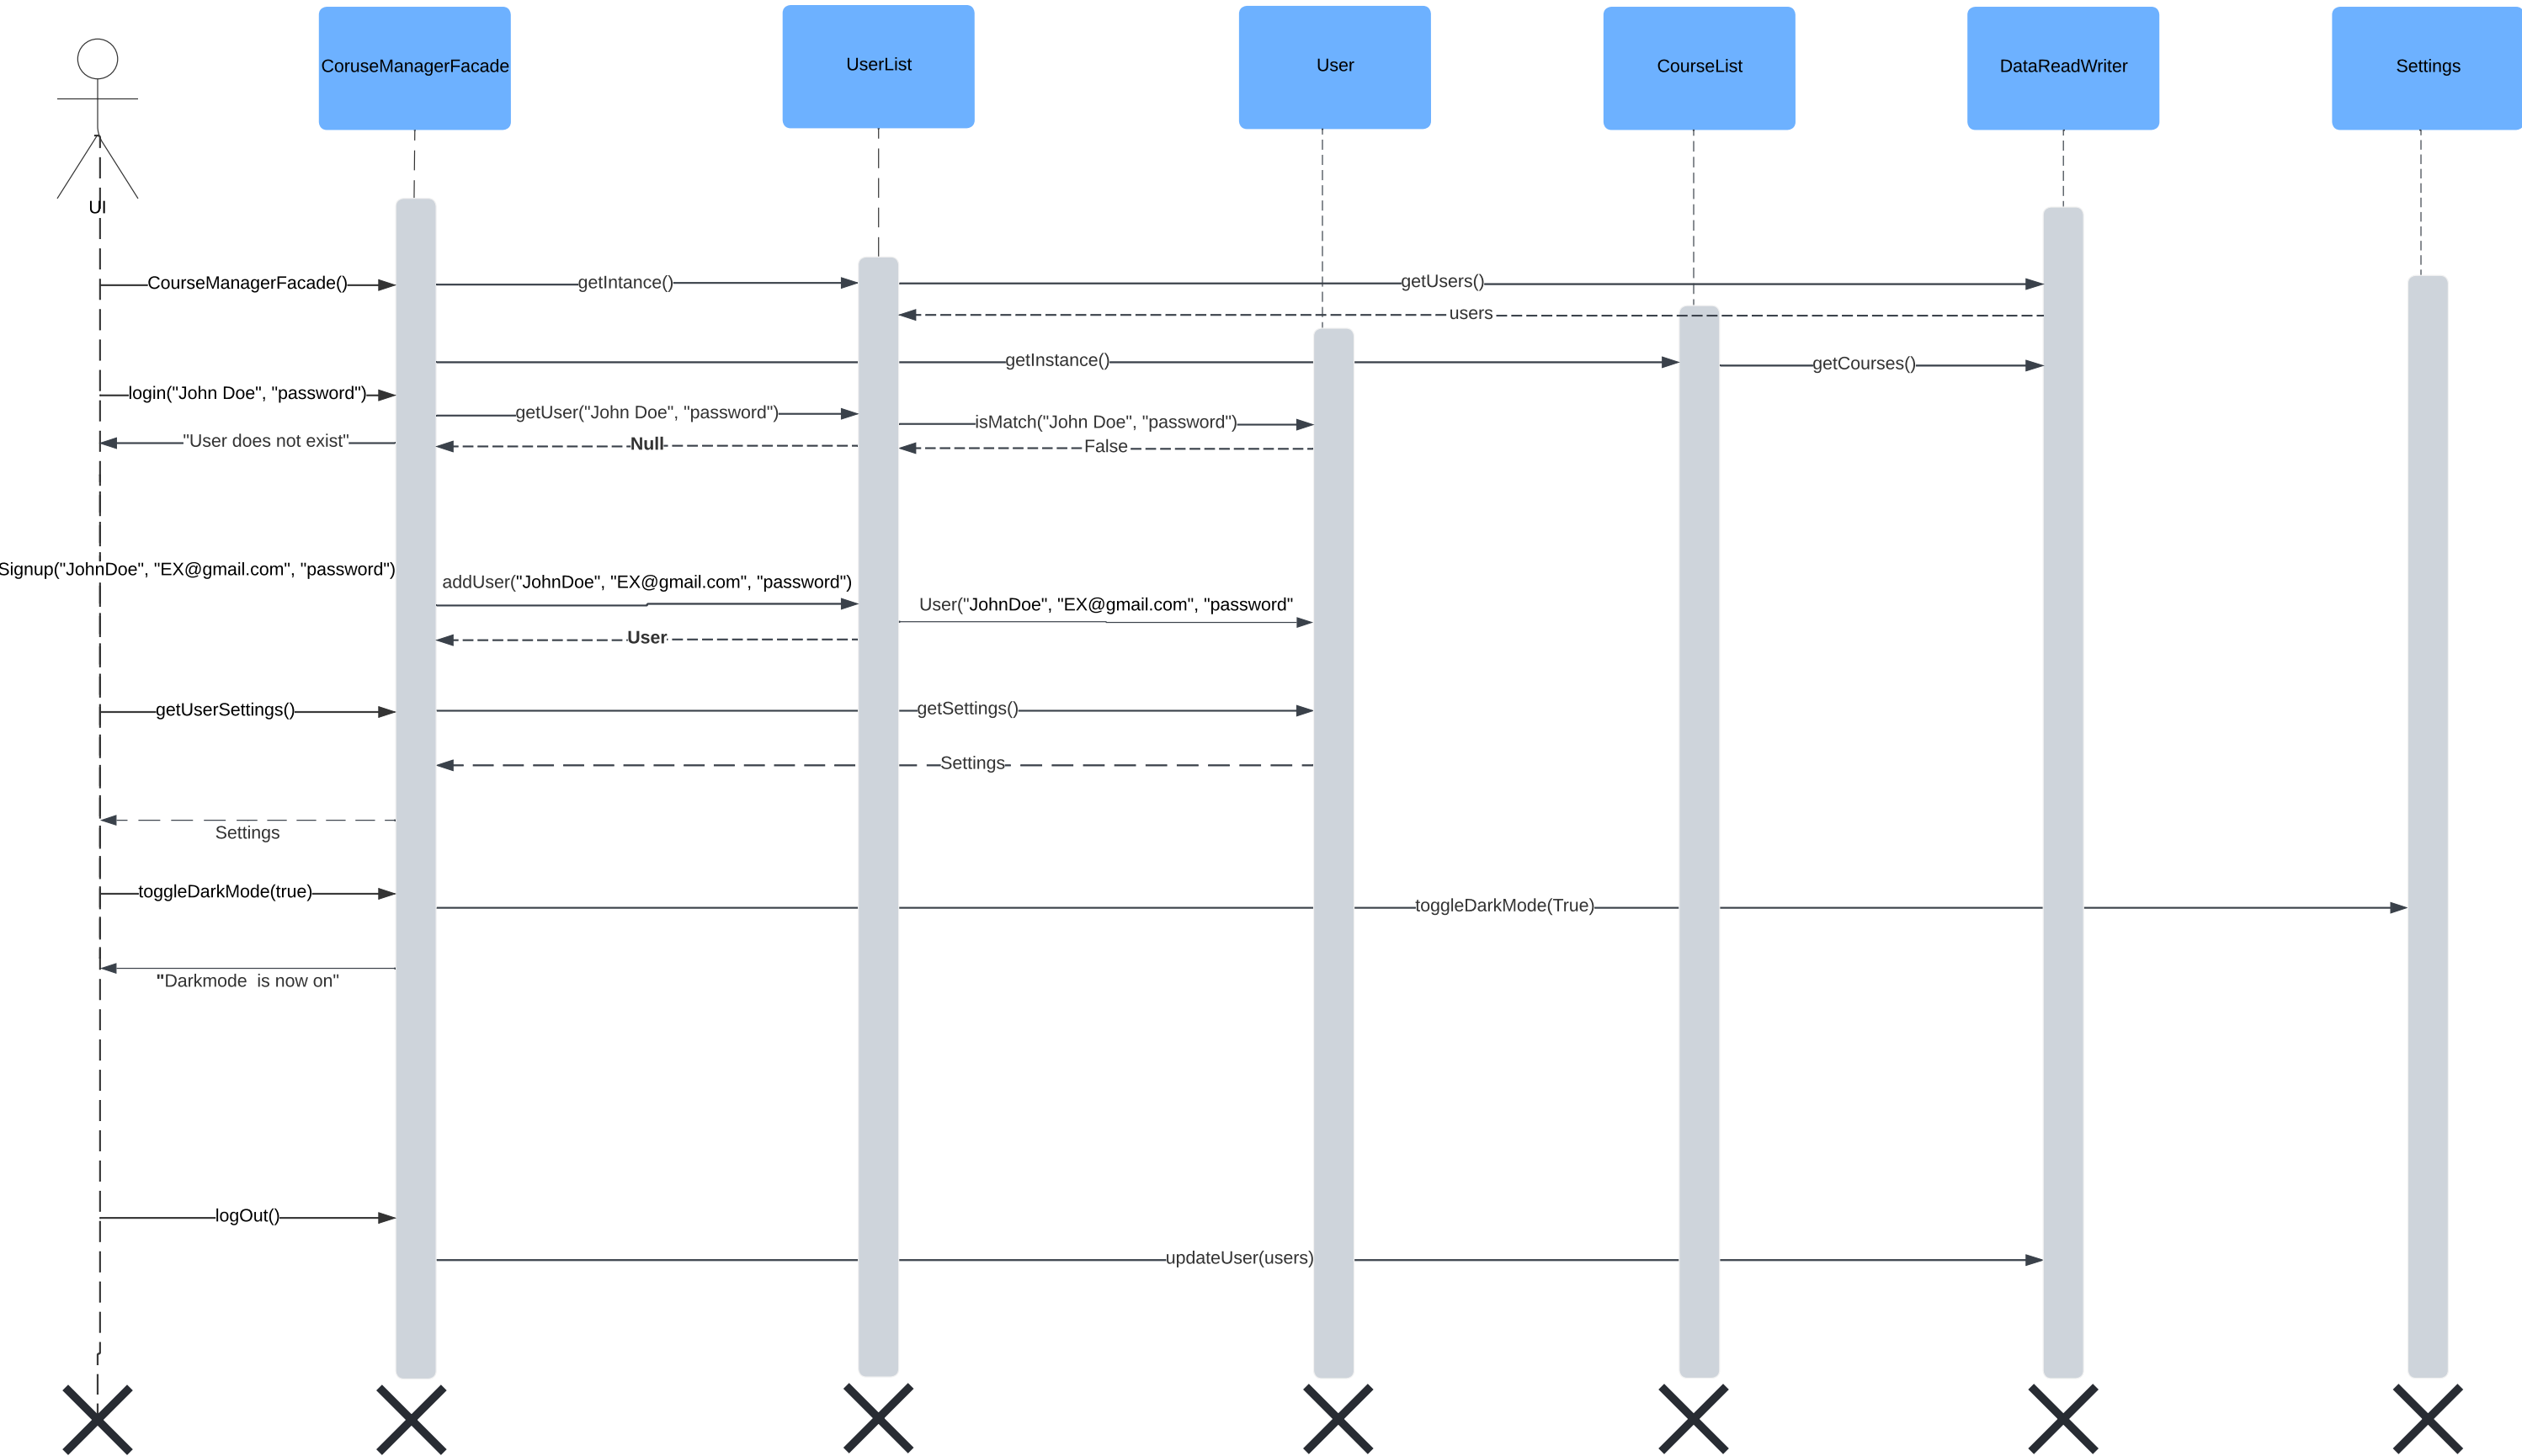 CoruseManagerFacade
UserList
User
CourseList
DataReadWriter
Settings
UI
CourseManagerFacade()
getIntance()
getUsers()
users
getInstance()
getCourses()
login("John Doe", "password")
getUser("John Doe", "password")
isMatch("John Doe", "password")
"User does not exist"
Null
False
Signup("JohnDoe", "EX@gmail.com", "password")
addUser("JohnDoe", "EX@gmail.com", "password")
User("JohnDoe", "EX@gmail.com", "password"
User
getUserSettings()
getSettings()
Settings
Settings
toggleDarkMode(true)
toggleDarkMode(True)
"Darkmode  is now on"
logOut()
updateUser(users)